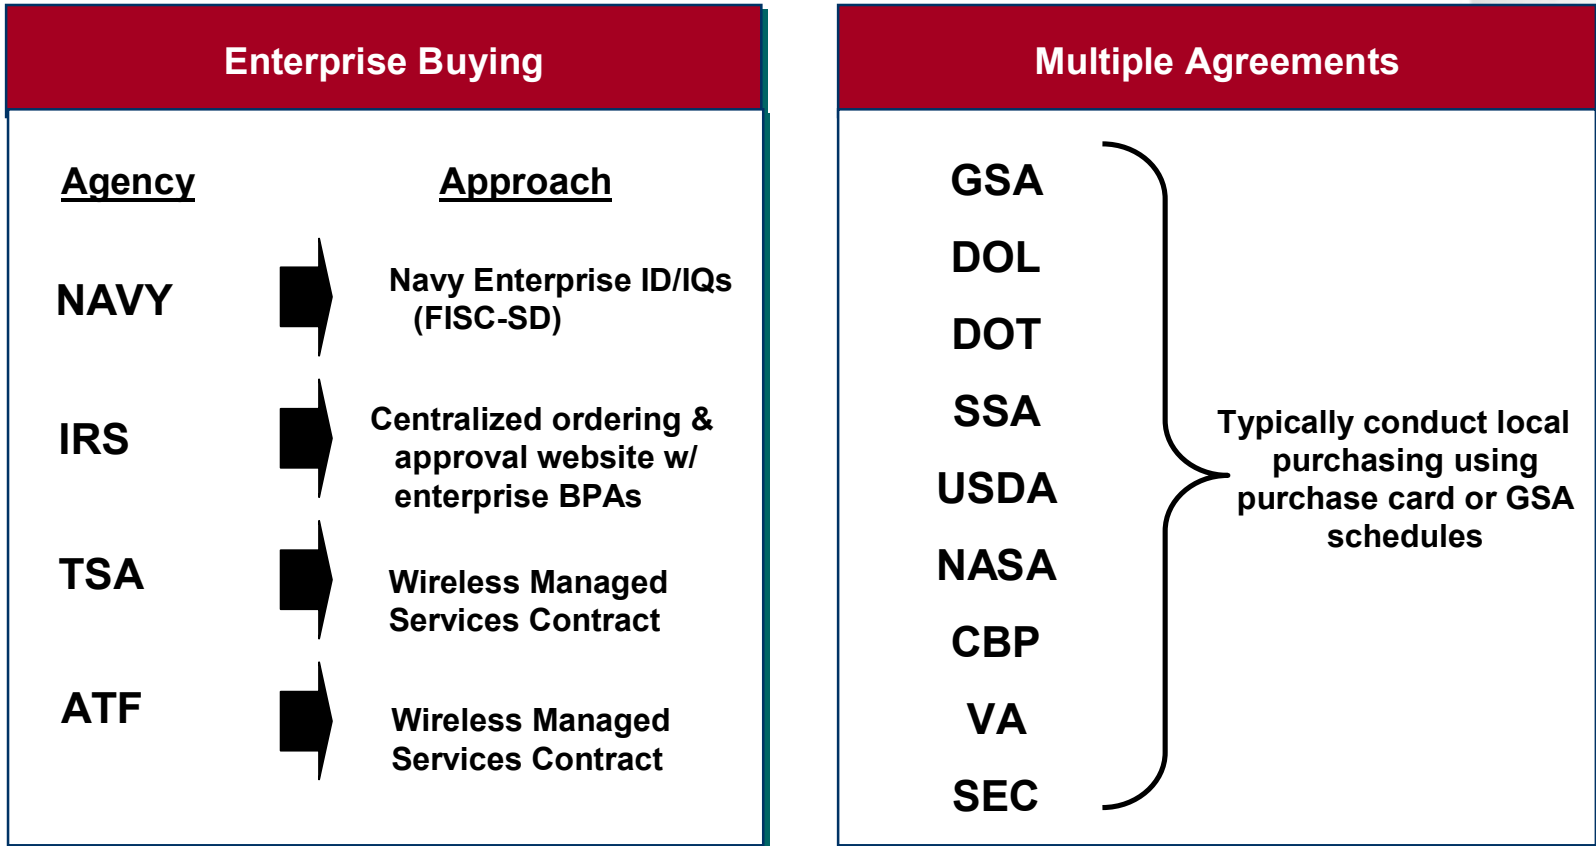 Enterprise Buying
Agency Approach
NAVY
Navy Enterprise ID/IQs
(FISC-SD)
IRS
Centralized ordering &
approval website w/
enterprise BPAs
TSA
Wireless Managed
Services Contract
ATF
Wireless Managed
Services Contract
Multiple Agreements
GSA
DOL
DOT
SSA
USDA
NASA
CBP
VA
SEC
Typically conduct local
purchasing using
purchase card or GSA
schedules